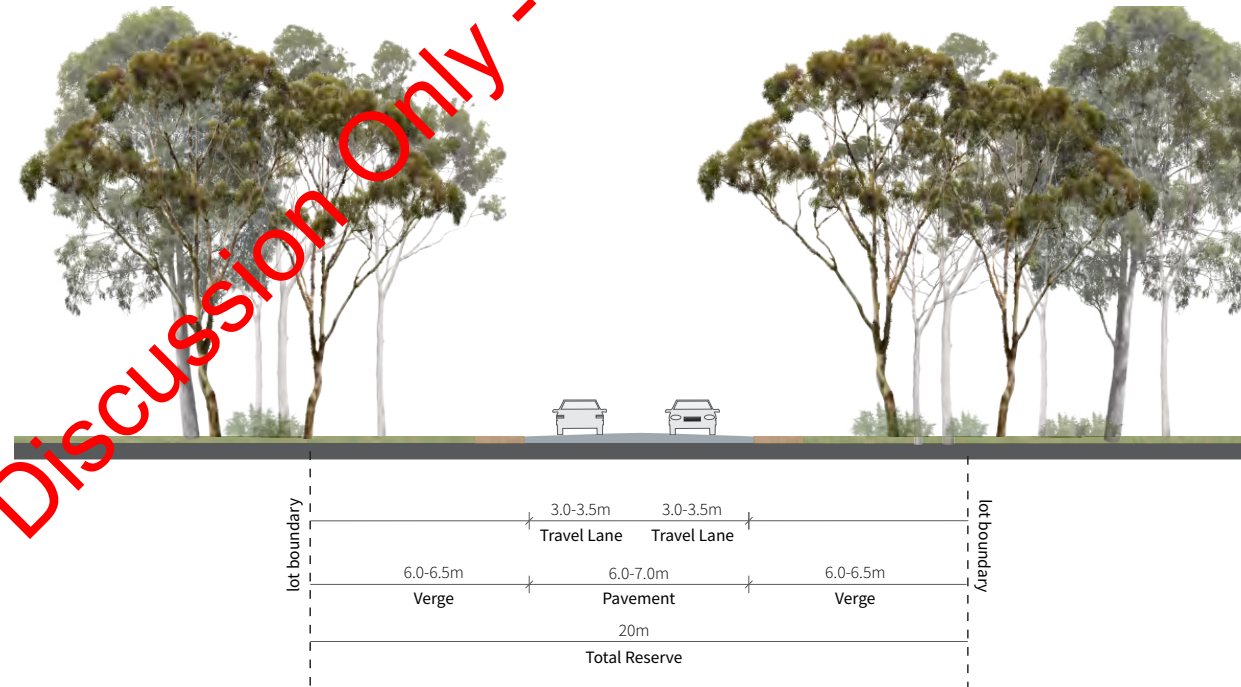 Discussion Only -
lot boundary
lot boundary
3.0-3.5m 3.0-3.5m
Travel Lane Travel Lane
6.0-6.5m 6.0-7.0m 6.0-6.5m
Verge Pavement Verge
20m
Total Reserve